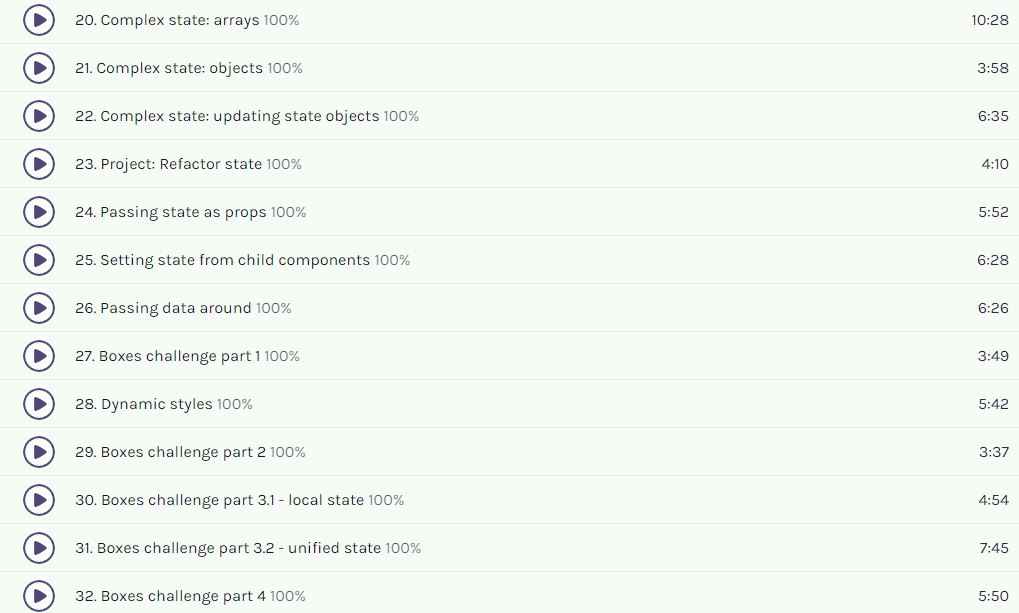 20. Complex state: arrays 100% 10:28
21. Complex state: objects 100% 3:58
22. Complex state: updating state objects 100% 6:35
23. Project: Refactor state 100% 4:10
24. Passing state as props 100% 5:52
25. Setting state from child components 100% 6:28
26. Passing data around 100% 6:26
27. Boxes challenge part 1 100% 3:49
28. Dynamic styles 100% 5:42
29. Boxes challenge part 2 100% 3:37
30. Boxes challenge part 3.1 - local state 100% 4:54
31. Boxes challenge part 3.2 - unified state 100% 7:45
32. Boxes challenge part 4 100% 5:50